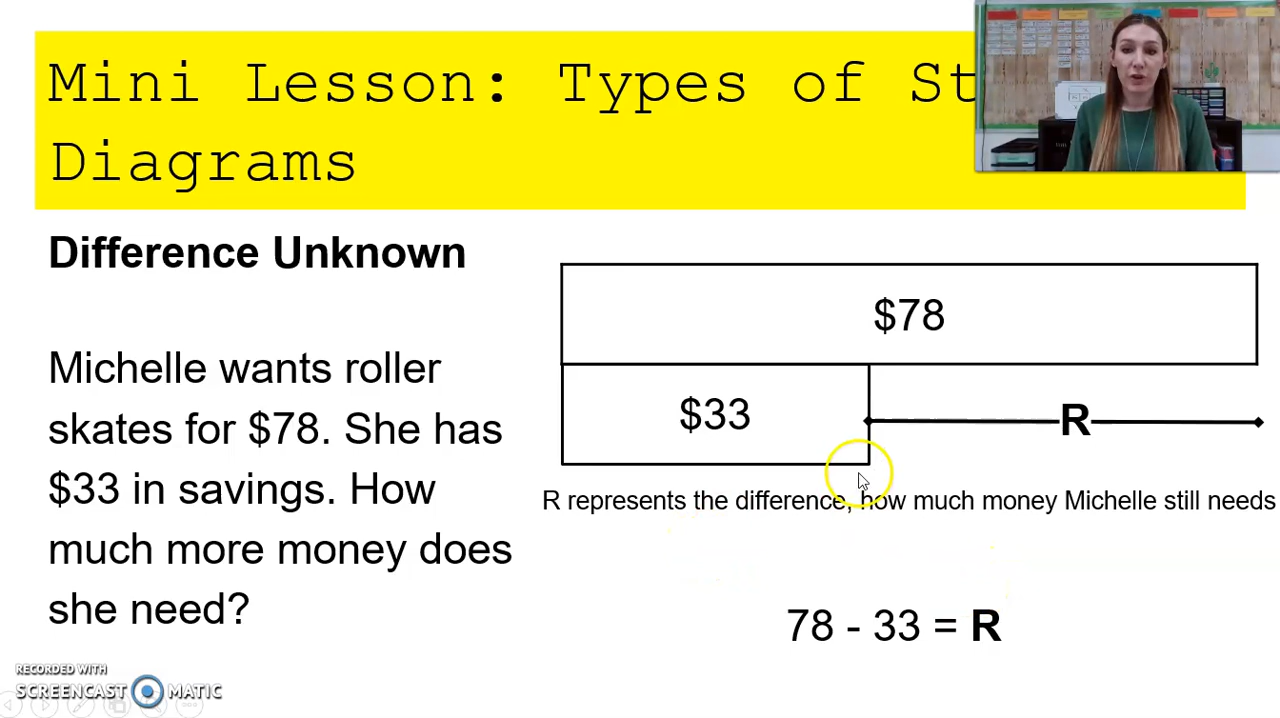 Mini Lesson: Types of St
Diagrams
Difference Unknown
Michelle wants roller
skates for $78. She has
$33 in savings. How
much more money does
she need?
$78
$33
R
R represents the difference, how much money Michelle still needs
78 - 33 = R
RECORDED WITH
SCREENCAST MATIC